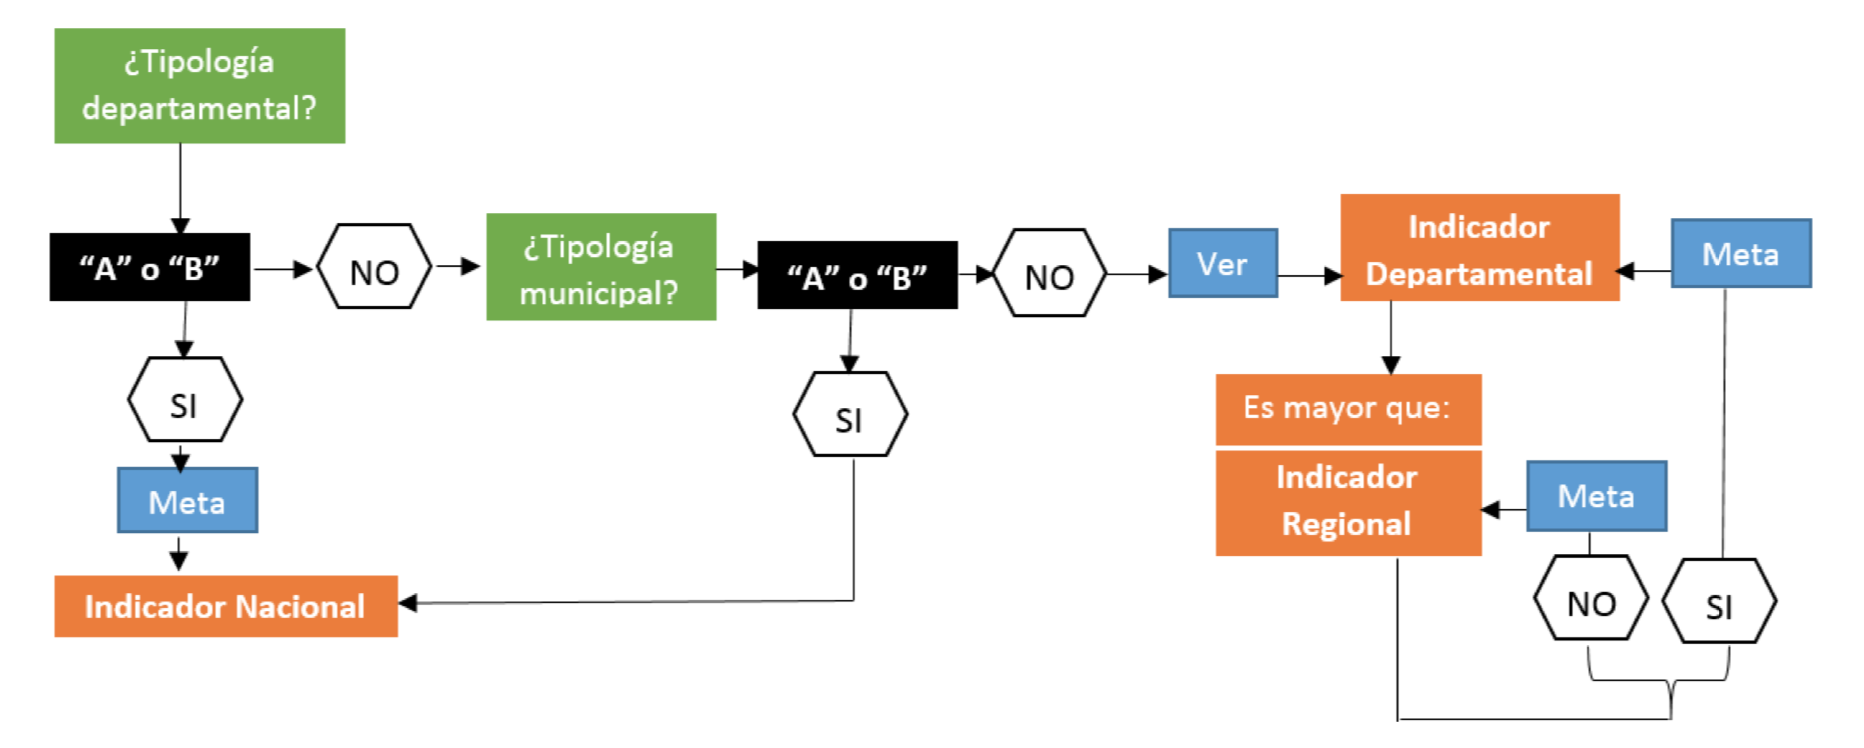 ¿Tipología
departamental?
“A” o “B”
NO
¿Tipología
municipal?
“A” o “B”
NO
Ver
Indicador
Departamental
Meta
SI
Meta
Indicador Nacional
SI
Es mayor que:
Indicador
Regional
Meta
NO
SI